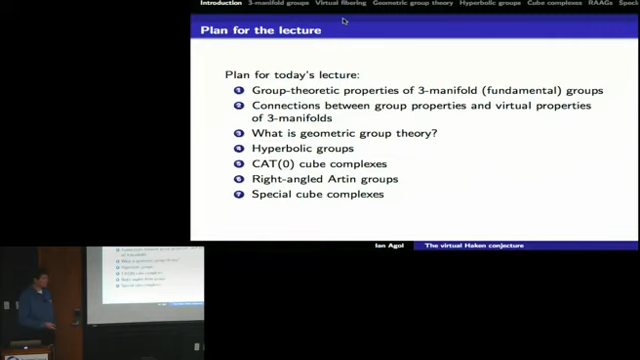 Introduction 3-manifold groups Virtual fibering Geometric group theory Hyperbolic groups Cube complexes RAAGs
Plan for the lecture
Plan for today's lecture:
1 Group-theoretic properties of 3-manifold (fundamental) groups
2 Connections between group properties and virtual properties
of 3-manifolds
3 What is geometric group theory?
4 Hyperbolic groups
5 CAT(0) cube complexes
6 Right-angled Artin groups
7 Special cube complexes
Ian Agol The virtual Haken conjecture